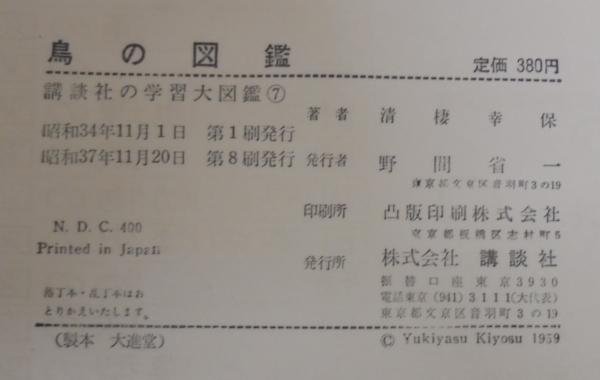 鳥の図鑑
定価 380円
講談社の学習大図鑑⑦
著者 清棲幸保
昭和34年11月1日 第1刷発行
昭和37年11月20日 第8刷発行
発行者 野間省一
東京都文京区音羽町3の19
印刷所 凸版印刷株式会社
東京都板橋区志村町5
発行所 株式会社 講談社
振替口座東京3930
電話東京(941)3111(大代表)
東京都文京区音羽町3の19
N.D.C. 400
Printed in Japan
落丁本・乱丁本はお
とりかえいたします。
(製本 大進堂)
© Yukiyasu Kiyosu 1959